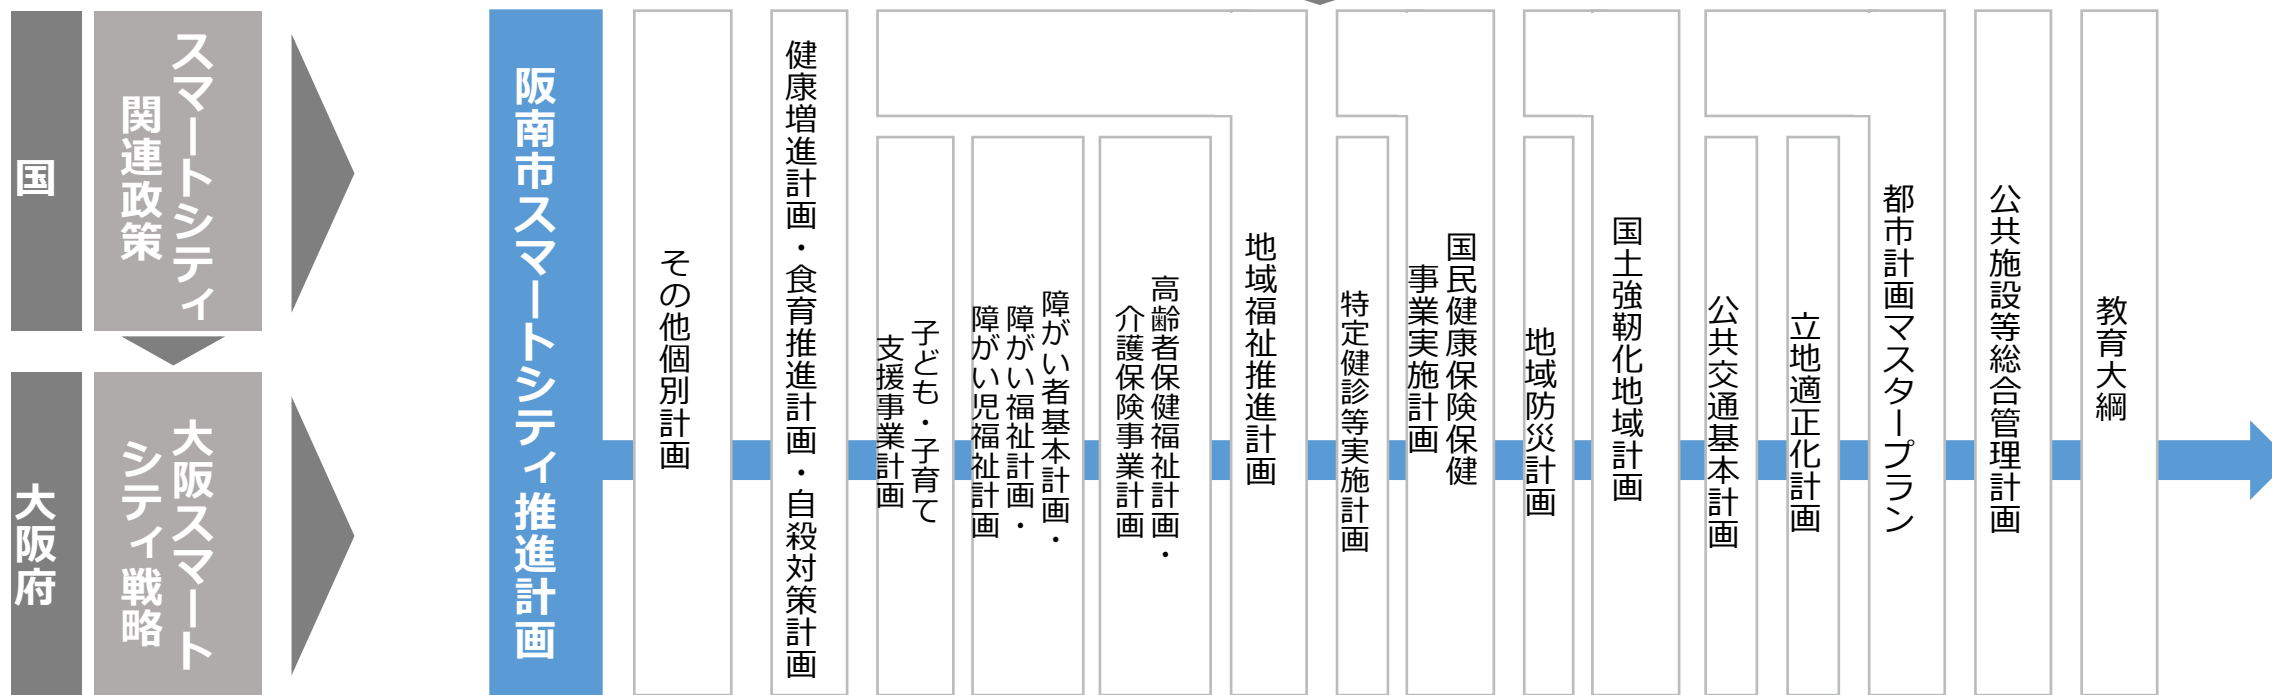 国
スマートシティ
関連政策
大阪府
大阪スマート
シティ戦略
阪南市スマートシティ推進計画
その他個別計画
健康増進計画・食育推進計画・自殺対策計画
子ども・子育て
支援事業計画
障がい者基本計画・
障がい福祉計画・
障がい児福祉計画
高齢者保健福祉計画・
介護保険事業計画
地域福祉推進計画
特定健診等実施計画
国民健康保険保健
事業実施計画
地域防災計画
国土強靭化地域計画
公共交通基本計画
立地適正化計画
都市計画マスタープラン
公共施設等総合管理計画
教育大綱